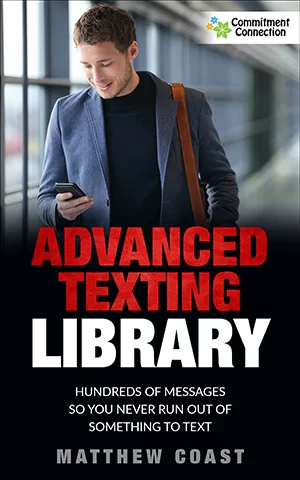 Commitment
Connection
ADVANCED
TEXTING
LIBRARY
HUNDREDS OF MESSAGES
SO YOU NEVER RUN OUT OF
SOMETHING TO TEXT
MATTHEW COAST